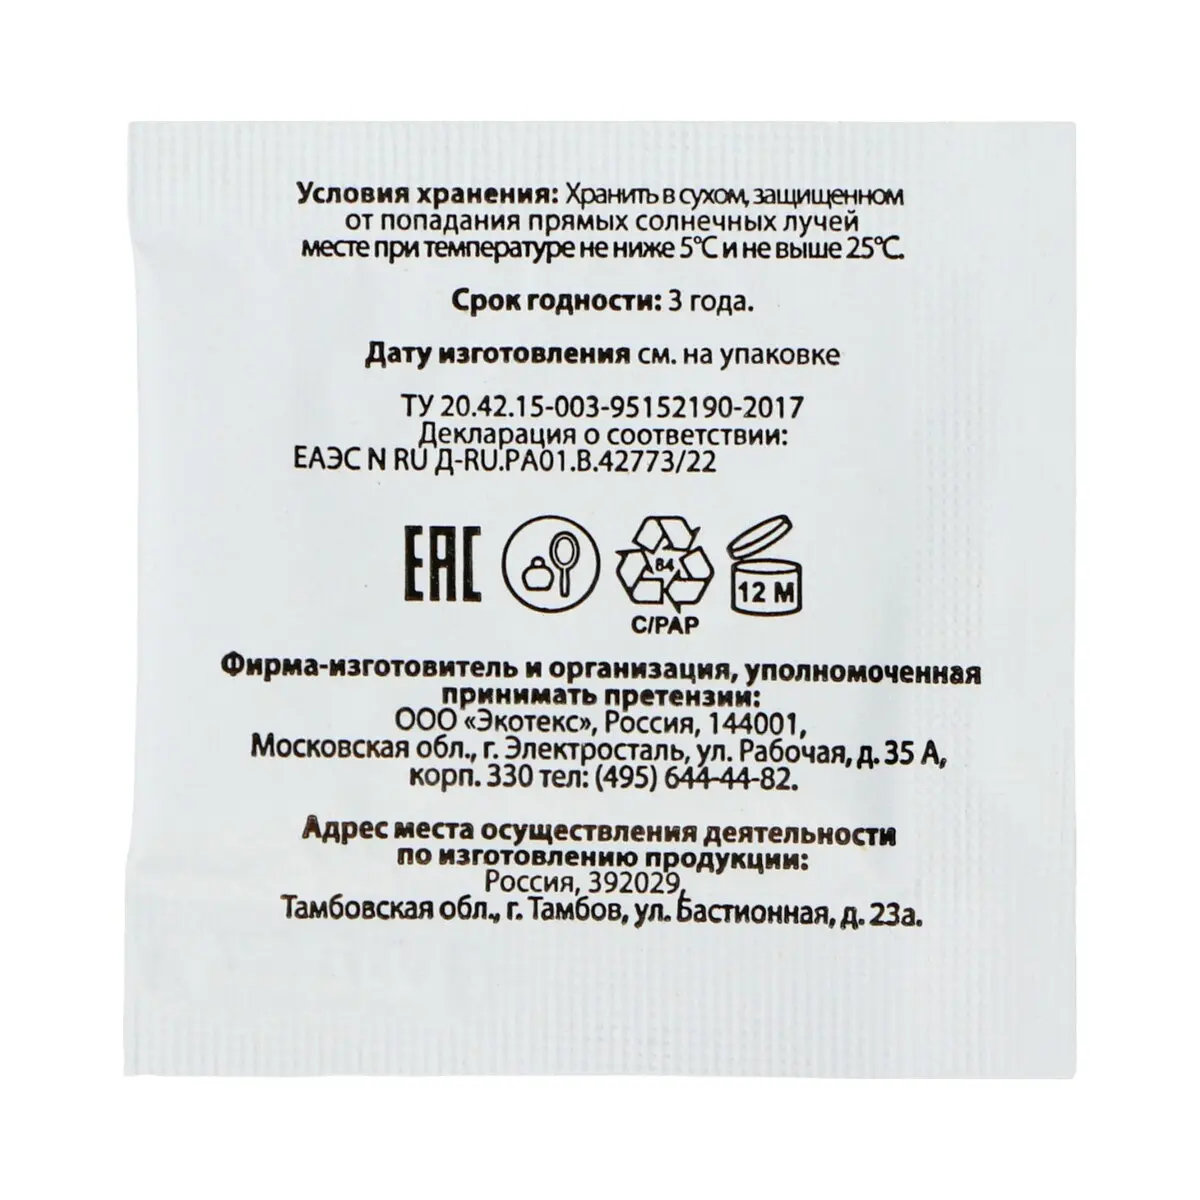 Условия хранения: Хранить в сухом, защищенном
от попадания прямых солнечных лучей
месте при температуре не ниже 5°C и не выше 25°C.
Срок годности: 3 года.
Дату изготовления см. на упаковке
ТУ 20.42.15-003-95152190-2017
Декларация о соответствии:
ЕАЭС N RU Д-RU.РА01.В.42773/22
EAC
84
12 M
C/PAP
Фирма-изготовитель и организация, уполномоченная
принимать претензии:
ООО «Экотекс», Россия, 144001,
Московская обл., г. Электросталь, ул. Рабочая, д. 35 А,
корп. 330 тел: (495) 644-44-82.
Адрес места осуществления деятельности
по изготовлению продукции:
Россия, 392029,
Тамбовская обл., г. Тамбов, ул. Бастионная, д. 23а.